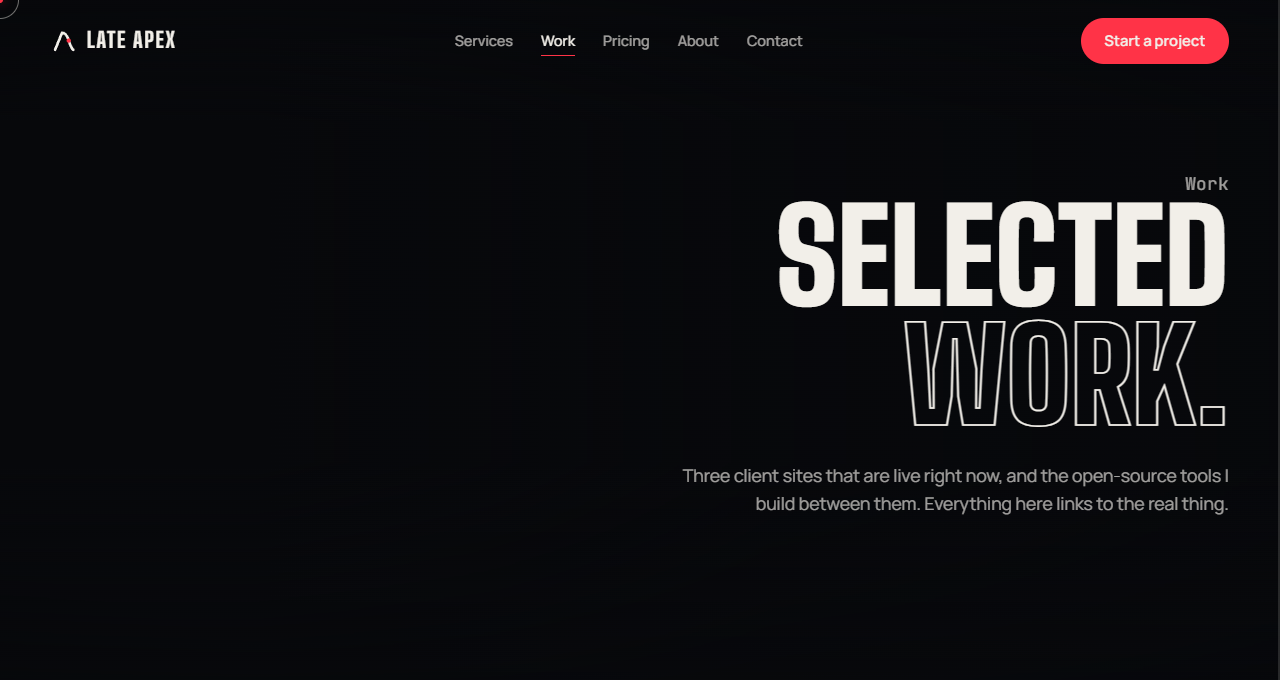 LATE APEX
Services
Work
Pricing
About
Contact
Start a project
Work
SELECTED
WORK.
Three client sites that are live right now, and the open-source tools I
build between them. Everything here links to the real thing.